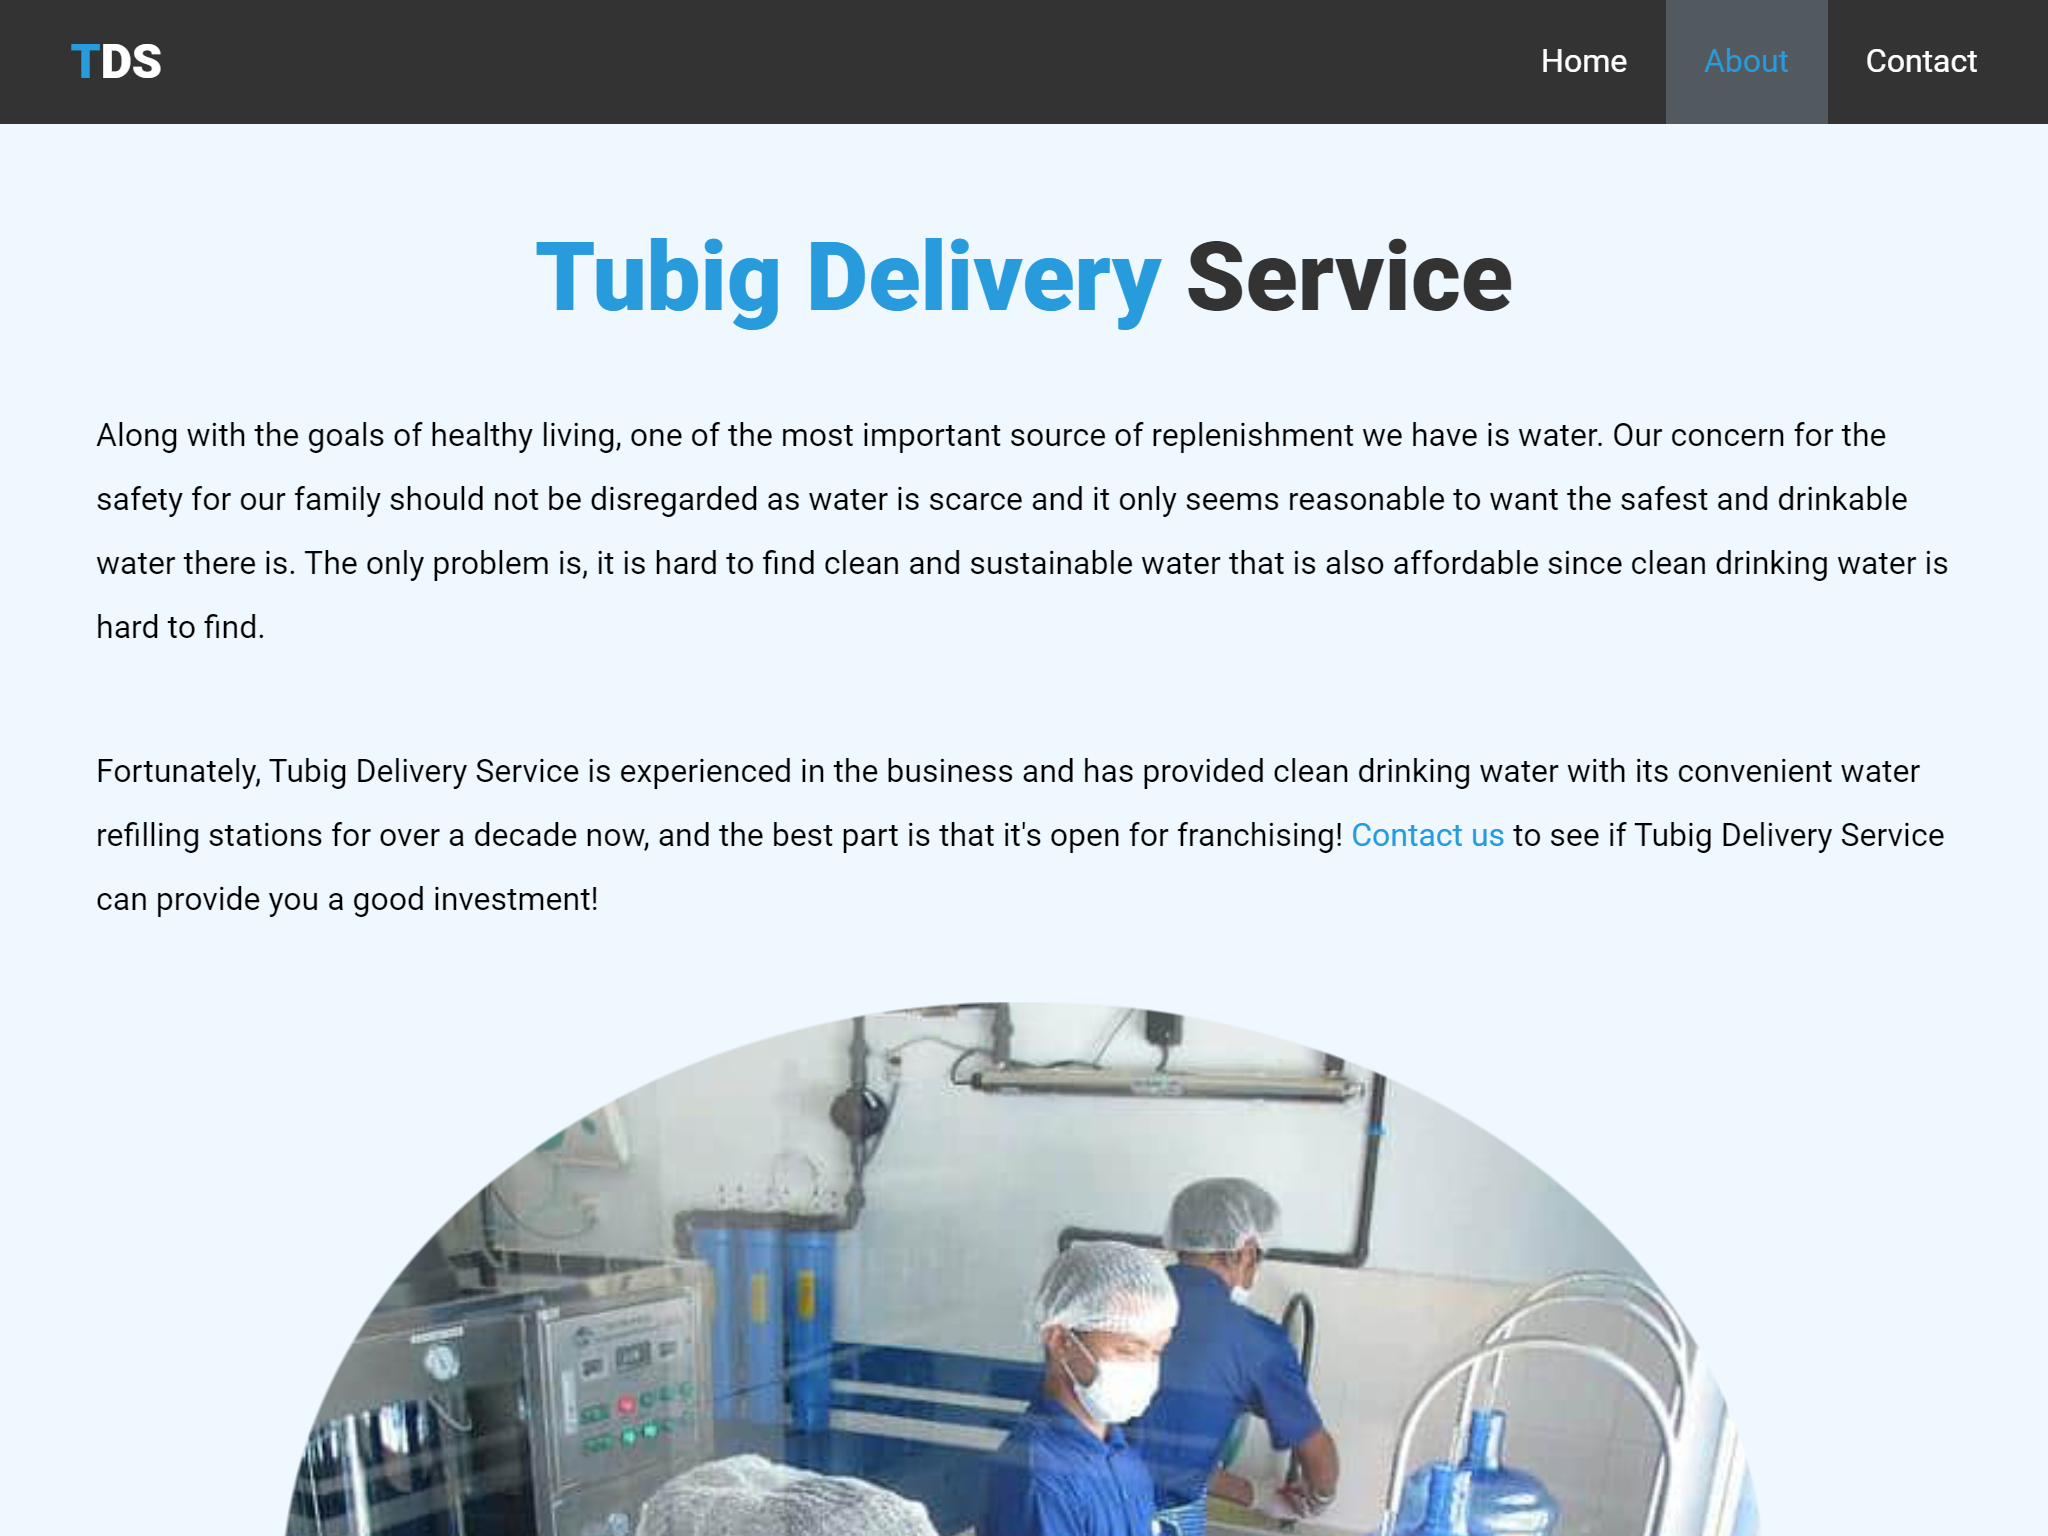 TDS
Home
About
Contact
Tubig Delivery Service
Along with the goals of healthy living, one of the most important source of replenishment we have is water. Our concern for the
safety for our family should not be disregarded as water is scarce and it only seems reasonable to want the safest and drinkable
water there is. The only problem is, it is hard to find clean and sustainable water that is also affordable since clean drinking water is
hard to find.
Fortunately, Tubig Delivery Service is experienced in the business and has provided clean drinking water with its convenient water
refilling stations for over a decade now, and the best part is that it's open for franchising! Contact us to see if Tubig Delivery Service
can provide you a good investment!